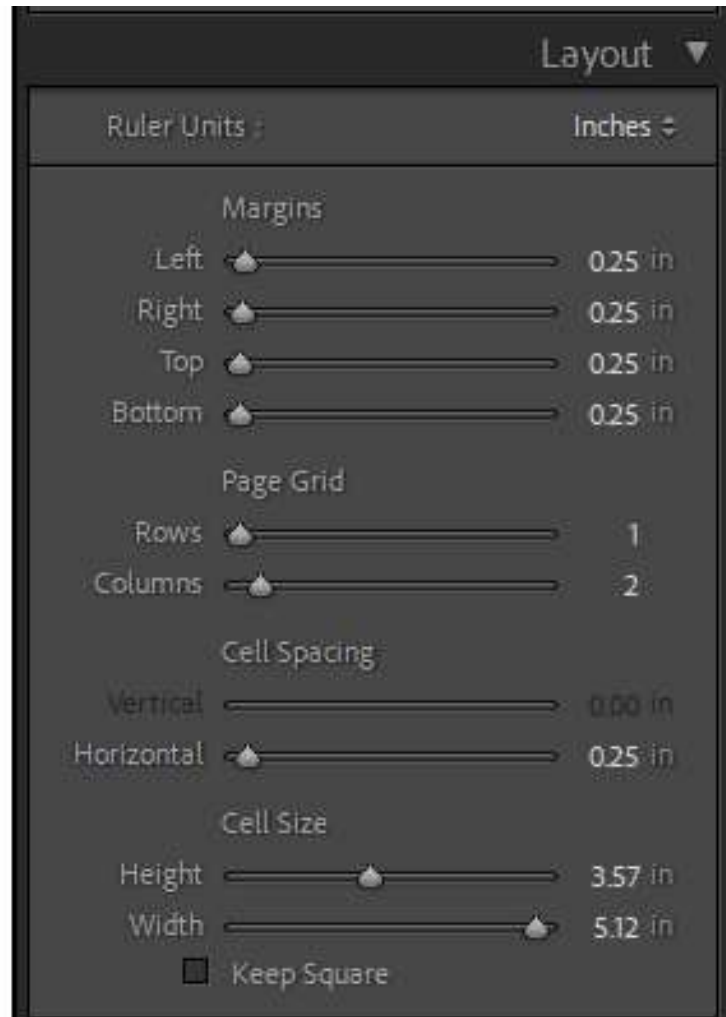 Layout ▼
Ruler Units : Inches
Margins
Left 0.25 in
Right 0.25 in
Top 0.25 in
Bottom 0.25 in
Page Grid
Rows 1
Columns 2
Cell Spacing
Vertical 0.00 in
Horizontal 0.25 in
Cell Size
Height 3.57 in
Width 5.12 in
Keep Square